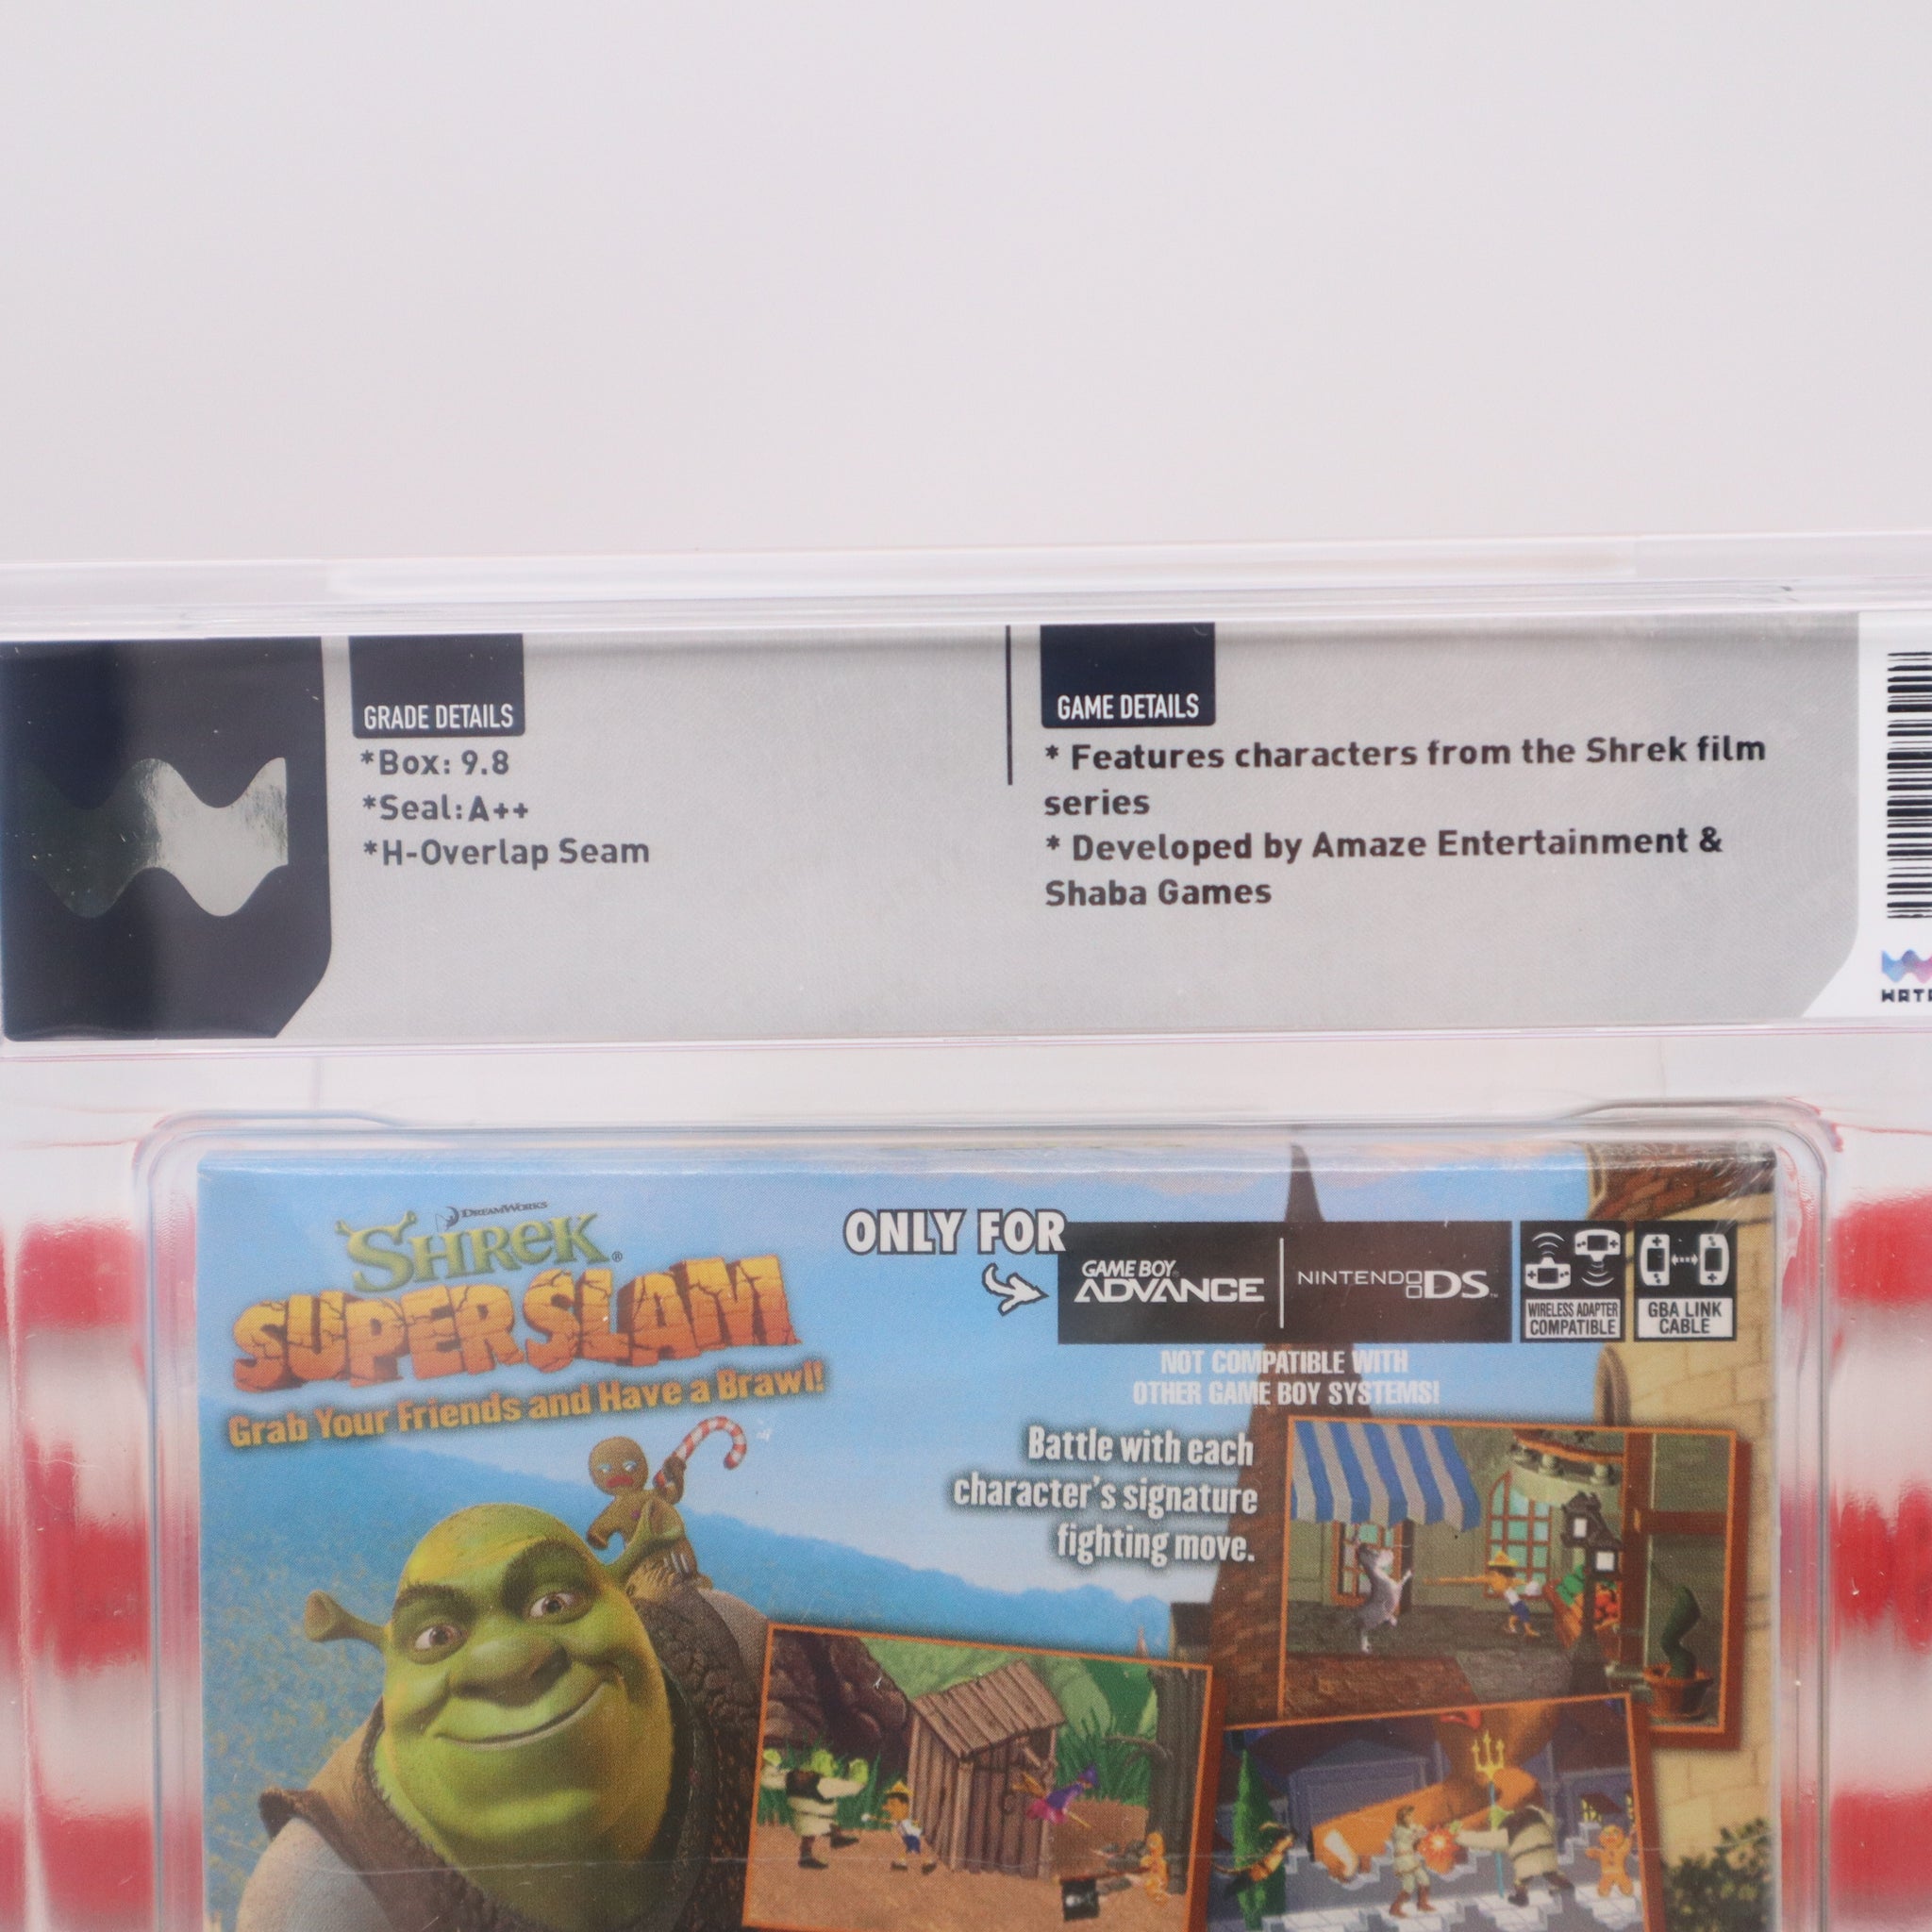 GRADE DETAILS
*Box: 9.8
*Seal:A++
*H-Overlap Seam
GAME DETAILS
* Features characters from the Shrek film
series
* Developed by Amaze Entertainment &
Shaba Games
DREAMWORKS
SHREK®
SUPERSLAM
Grab Your Friends and Have a Brawl!
ONLY FOR
GAME BOY
ADVANCE
NINTENDO DS™
WIRELESS ADAPTER
COMPATIBLE
GBA LINK
CABLE
NOT COMPATIBLE WITH
OTHER GAME BOY SYSTEMS!
Battle with each
character's signature
fighting move.